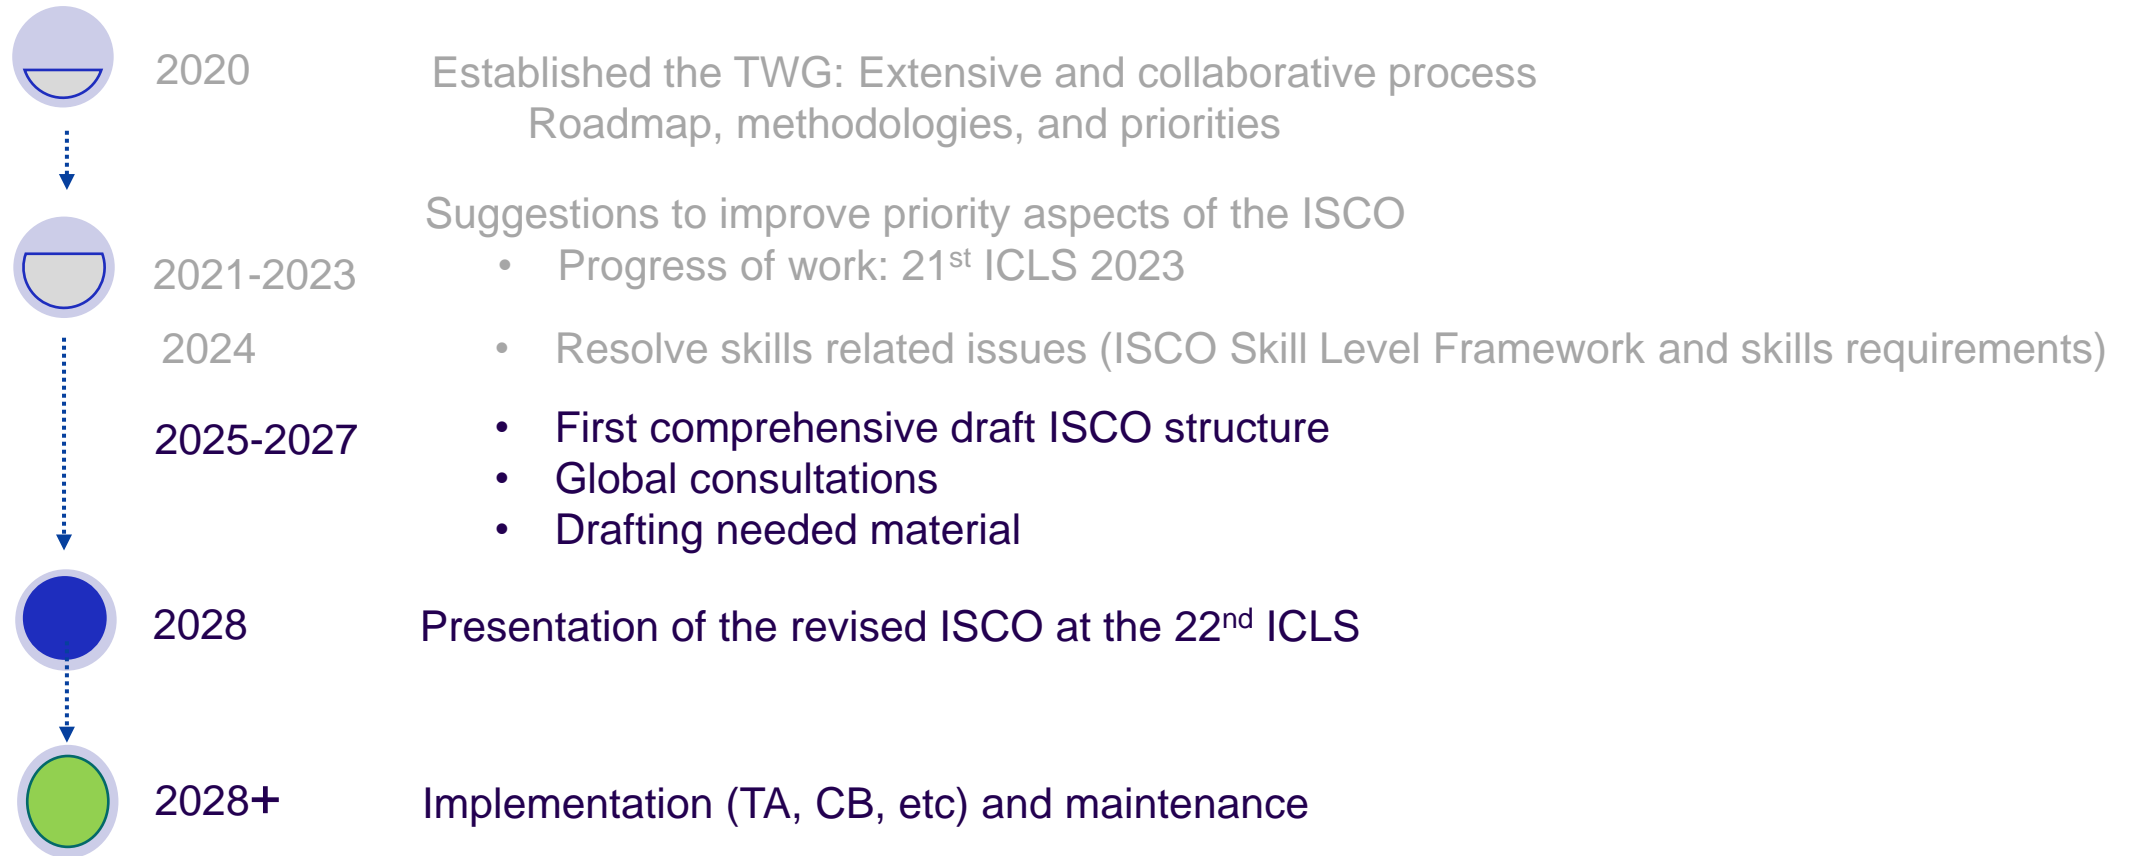 2020 Established the TWG: Extensive and collaborative process
Roadmap, methodologies, and priorities
Suggestions to improve priority aspects of the ISCO
2021-2023 • Progress of work: 21st ICLS 2023
2024 • Resolve skills related issues (ISCO Skill Level Framework and skills requirements)
2025-2027 • First comprehensive draft ISCO structure
• Global consultations
• Drafting needed material
2028 Presentation of the revised ISCO at the 22nd ICLS
2028+ Implementation (TA, CB, etc) and maintenance